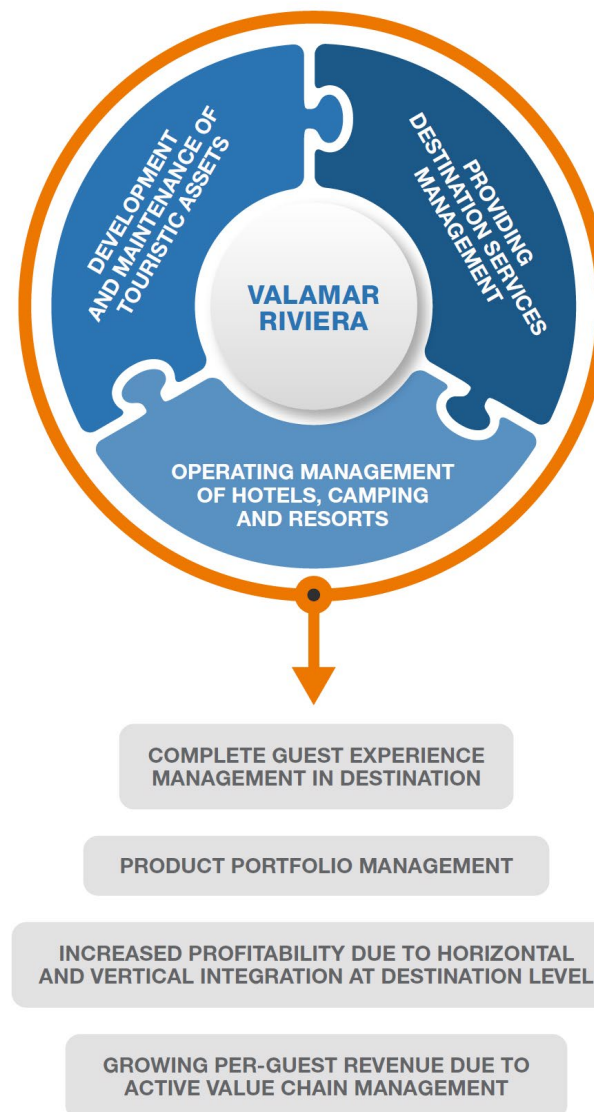 DEVELOPMENT
AND MAINTENANCE OF
TOURISTIC ASSETS
PROVIDING
DESTINATION SERVICES
MANAGEMENT
VALAMAR
RIVIERA
OPERATING MANAGEMENT
OF HOTELS, CAMPING
AND RESORTS
COMPLETE GUEST EXPERIENCE
MANAGEMENT IN DESTINATION
PRODUCT PORTFOLIO MANAGEMENT
INCREASED PROFITABILITY DUE TO HORIZONTAL
AND VERTICAL INTEGRATION AT DESTINATION LEVEL
GROWING PER-GUEST REVENUE DUE TO
ACTIVE VALUE CHAIN MANAGEMENT